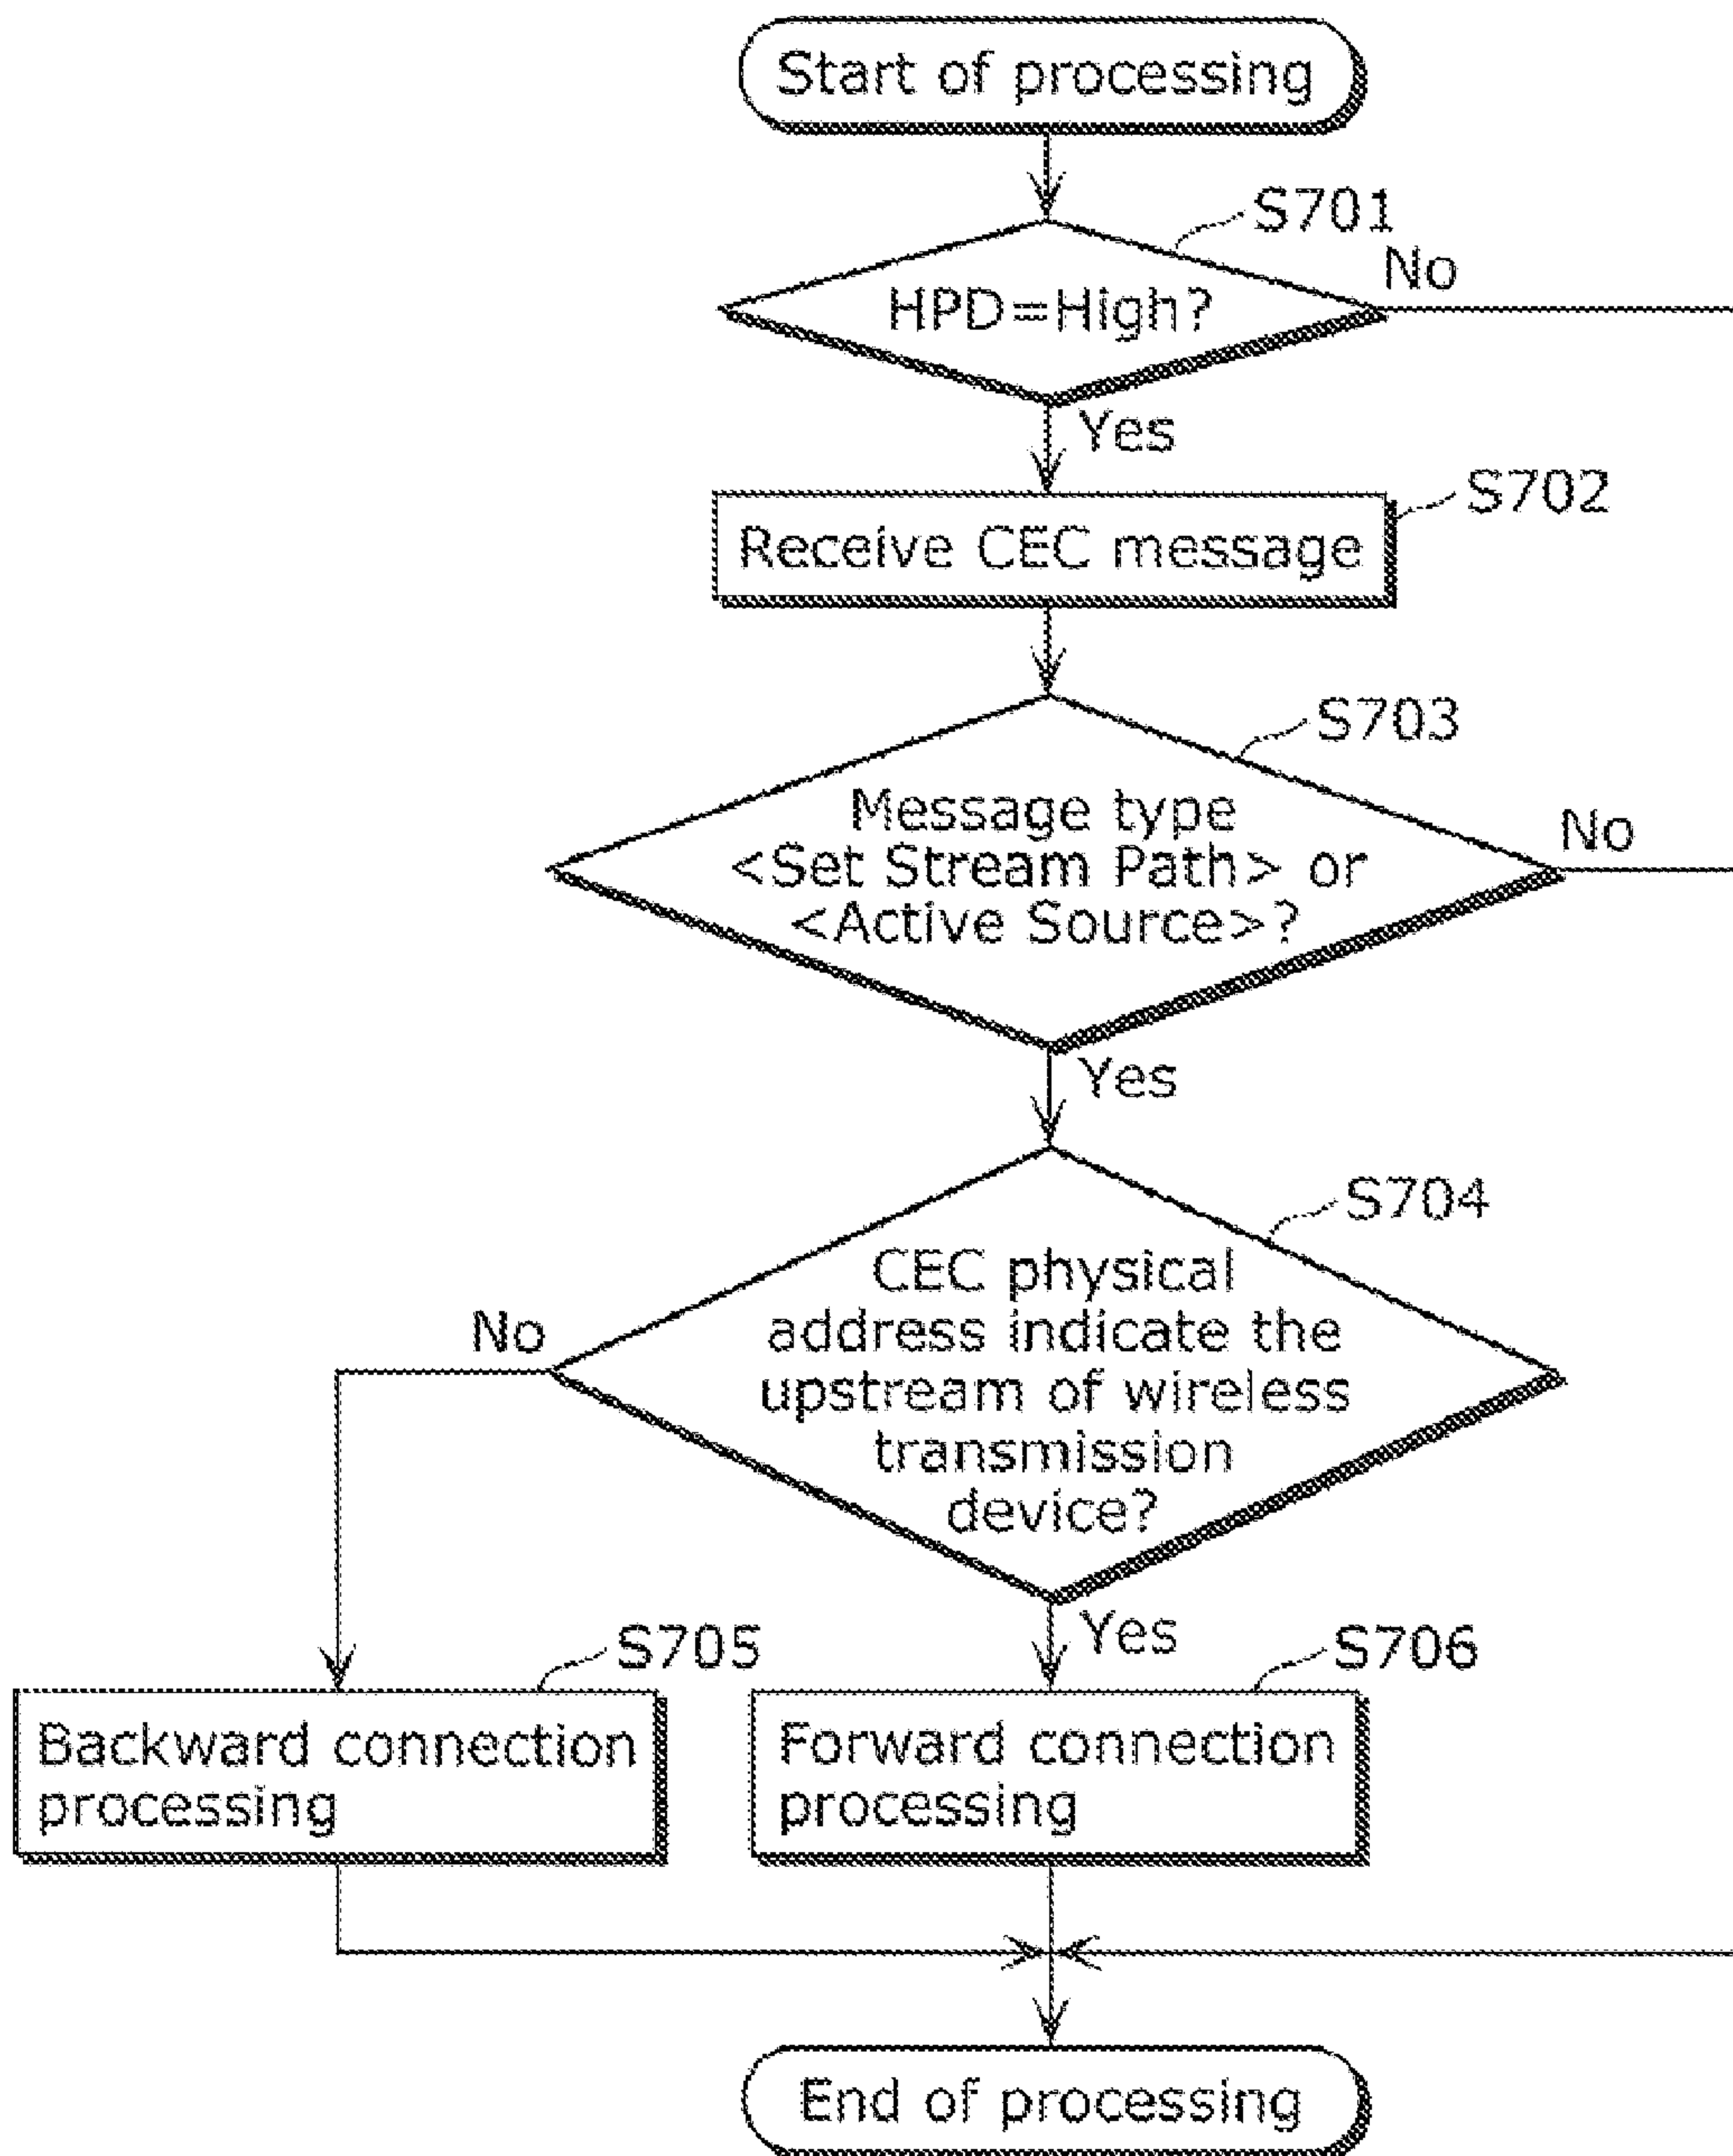 Start of processing
S701
No
HPD=High?
Yes
S702
Receive CEC message
S703
Message type
<Set Stream Path> or
<Active Source>?
No
Yes
S704
CEC physical
address indicate the
upstream of wireless
transmission
device?
No
Yes
S705
S706
Backward connection
processing
Forward connection
processing
End of processing